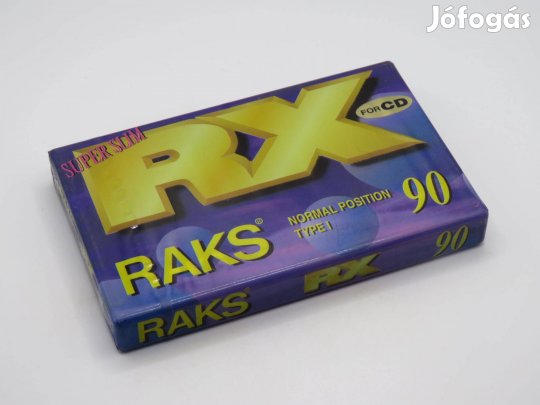 Jófogás
SUPER SLIM
RX
FOR CD
RAKS®
NORMAL POSITION
TYPE I
90
RAKS
RX
90